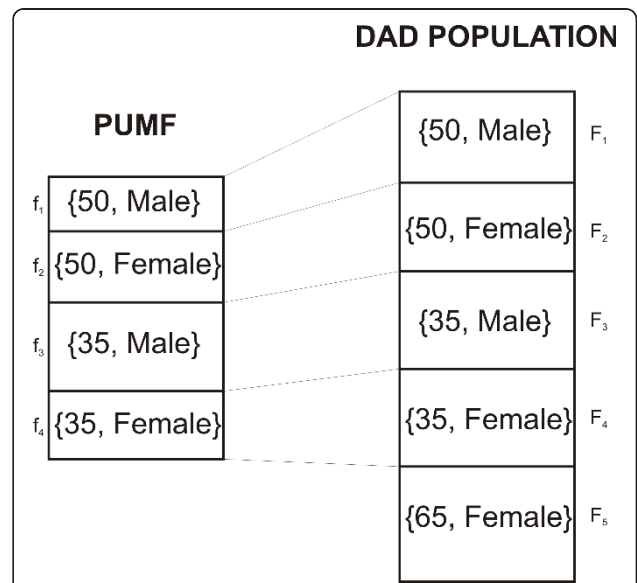 DAD POPULATION
PUMF
f₁ {50, Male}
f₂ {50, Female}
f₃ {35, Male}
f₄ {35, Female}
{50, Male} F₁
{50, Female} F₂
{35, Male} F₃
{35, Female} F₄
{65, Female} F₅